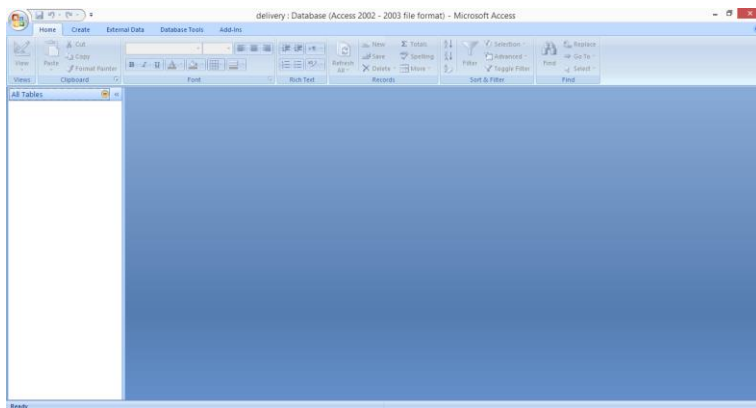 delivery : Database (Access 2002 - 2003 file format) - Microsoft Access
Home Create External Data Database Tools Add-Ins
View
Paste
Cut
Copy
Format Painter
B I U
Refresh All
New
Save
Delete
Totals
Spelling
More
Filter
Selection
Advanced
Toggle Filter
Find
Replace
Go To
Select
Views Clipboard Font Rich Text Records Sort & Filter Find
All Tables
Ready